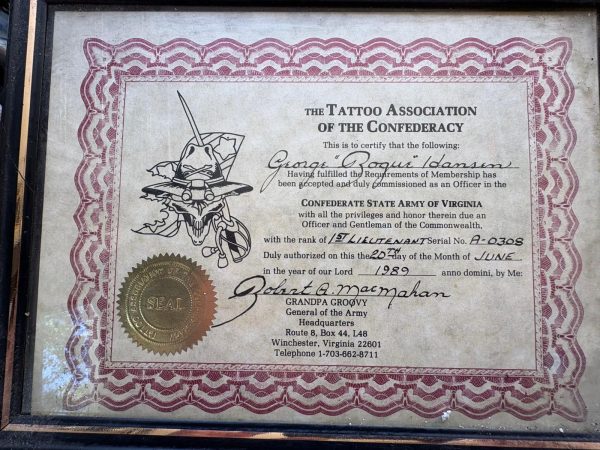 THE TATTOO ASSOCIATION
OF THE CONFEDERACY
This is to certify that the following:
George "Rogue" Hansen
Having fulfilled the Requirements of Membership has
been accepted and duly commissioned as an Officer in the
CONFEDERATE STATE ARMY OF VIRGINIA
with all the privileges and honor therein due an
Officer and Gentleman of the Commonwealth,
with the rank of 1ST LIEUTENANT Serial No. A-0308
Duly authorized on this the 20TH day of the Month of JUNE
in the year of our Lord 1989 anno domini, by Me:
Robert A. MacMahan
GRANDPA GROOVY
General of the Army
Headquarters
Route 8, Box 44, L48
Winchester, Virginia 22601
Telephone 1-703-662-8711
SEAL